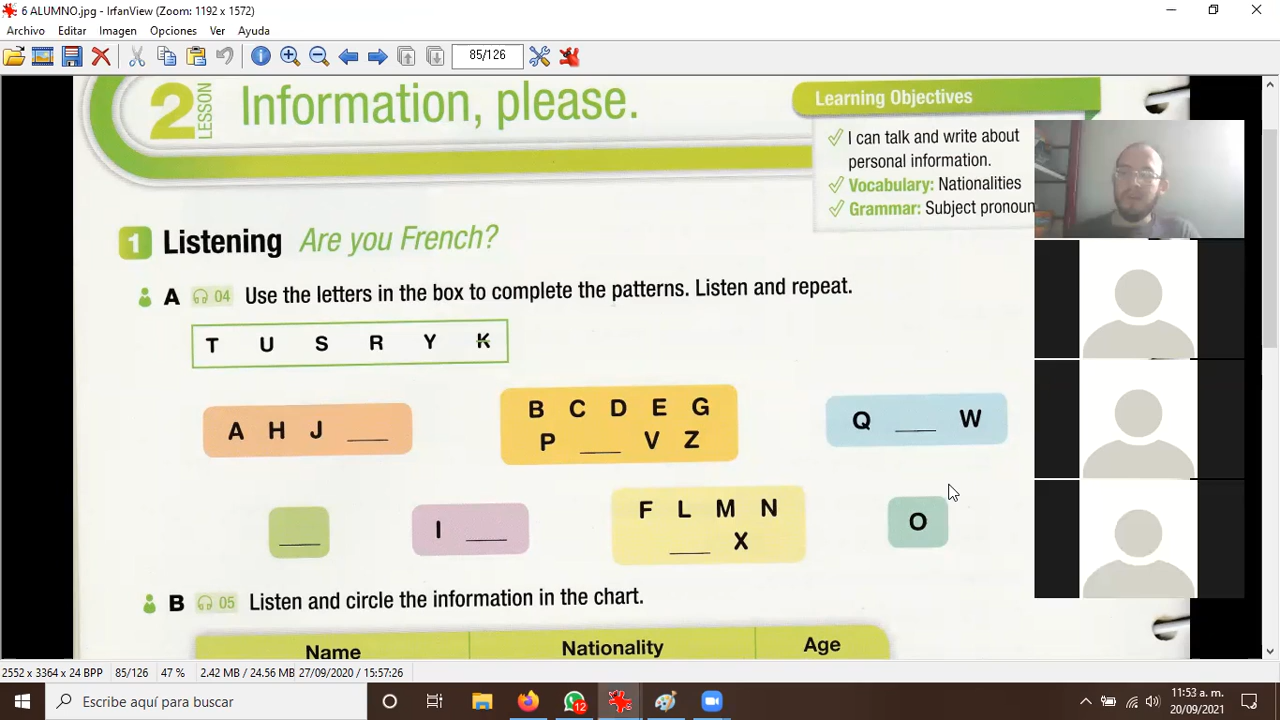 6 ALUMNO.jpg - IrfanView (Zoom: 1192 x 1572)
Archivo Editar Imagen Opciones Ver Ayuda
85/126
2 LESSON Information, please.
Learning Objectives
I can talk and write about
personal information.
Vocabulary: Nationalities
Grammar: Subject pronoun
1 Listening Are you French?
A 04 Use the letters in the box to complete the patterns. Listen and repeat.
T U S R Y K
A H J ___
B C D E G
P ___ V Z
Q ___ W
___
I ___
F L M N
___ X
O
B 05 Listen and circle the information in the chart.
Name Nationality Age
2552 x 3364 x 24 BPP 85/126 47 % 2.42 MB / 24.56 MB 27/09/2020 / 15:57:26
Escribe aquí para buscar
12
11:53 a. m.
20/09/2021